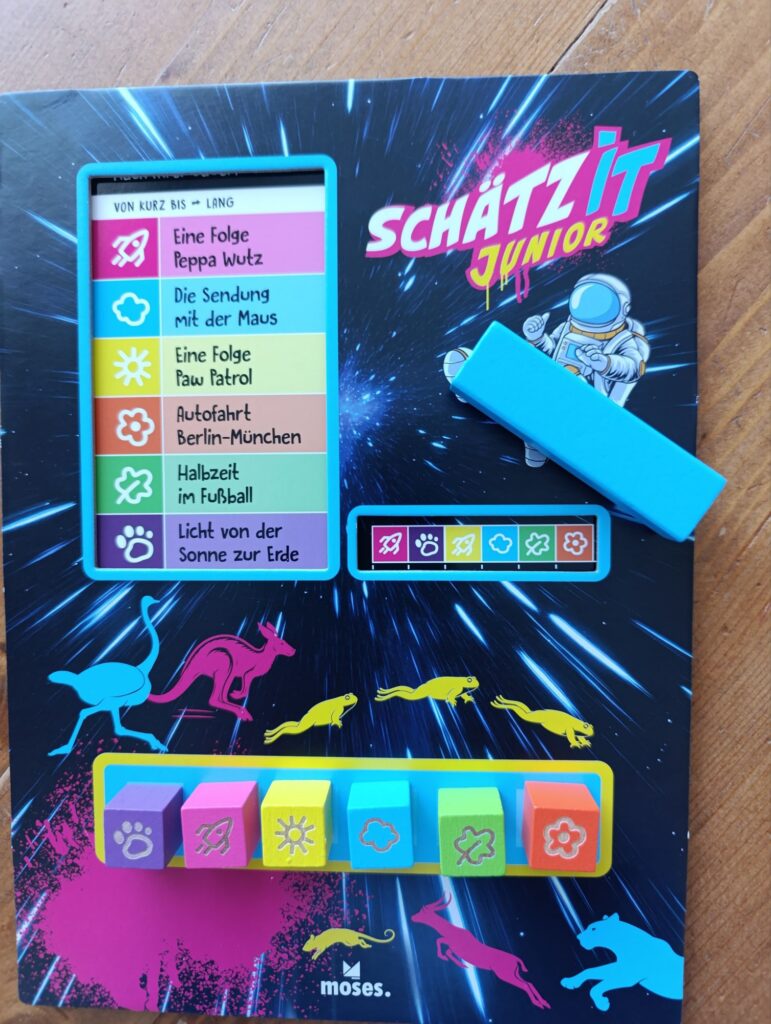 VON KURZ BIS → LANG
Eine Folge
Peppa Wutz
Die Sendung
mit der Maus
Eine Folge
Paw Patrol
Autofahrt
Berlin-München
Halbzeit
im Fußball
Licht von der
Sonne zur Erde
SCHÄTZ IT
JUNIOR
moses.